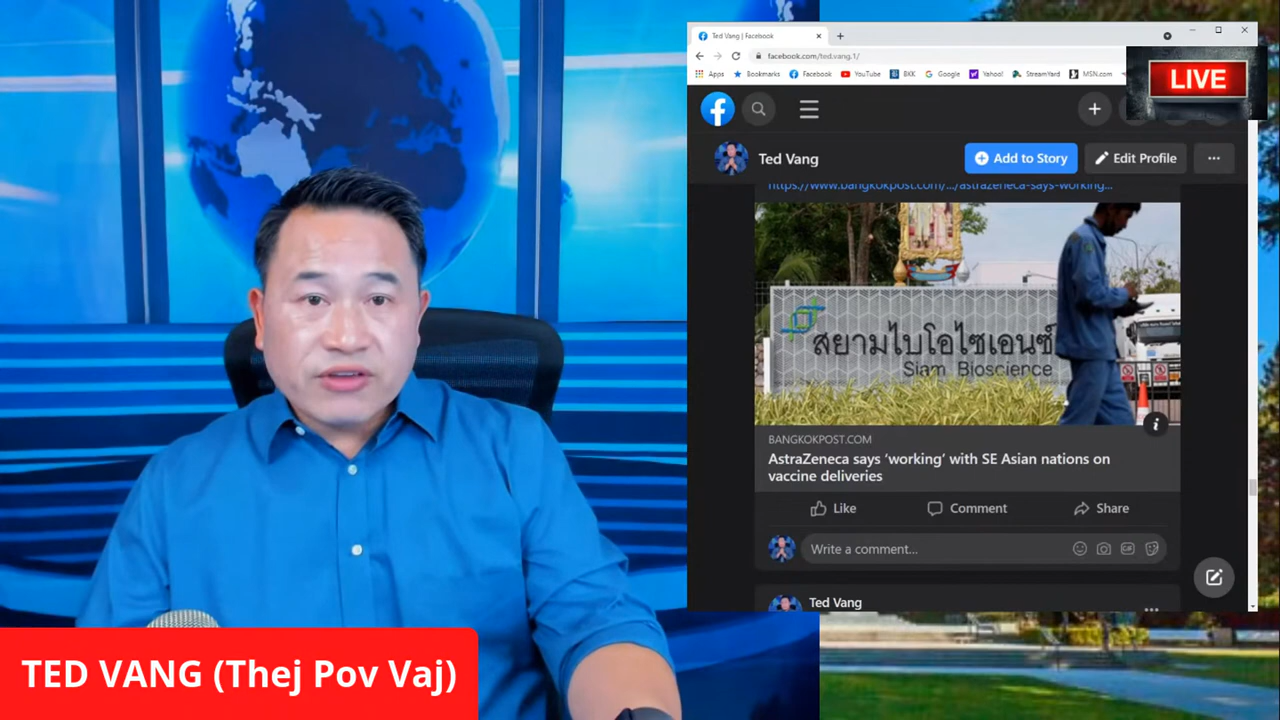 Ted Vang | Facebook
facebook.com/ted.vang.1/
Apps Bookmarks Facebook YouTube BKK Google Yahoo! StreamYard MSN.com
LIVE
Ted Vang
Add to Story
Edit Profile
https://www.bangkokpost.com/.../astrazeneca-says-working...
สยามไบโอไซเอนซ์
Siam Bioscience
BANGKOKPOST.COM
AstraZeneca says ‘working’ with SE Asian nations on
vaccine deliveries
Like Comment Share
Write a comment...
GIF
Ted Vang
TED VANG (Thej Pov Vaj)